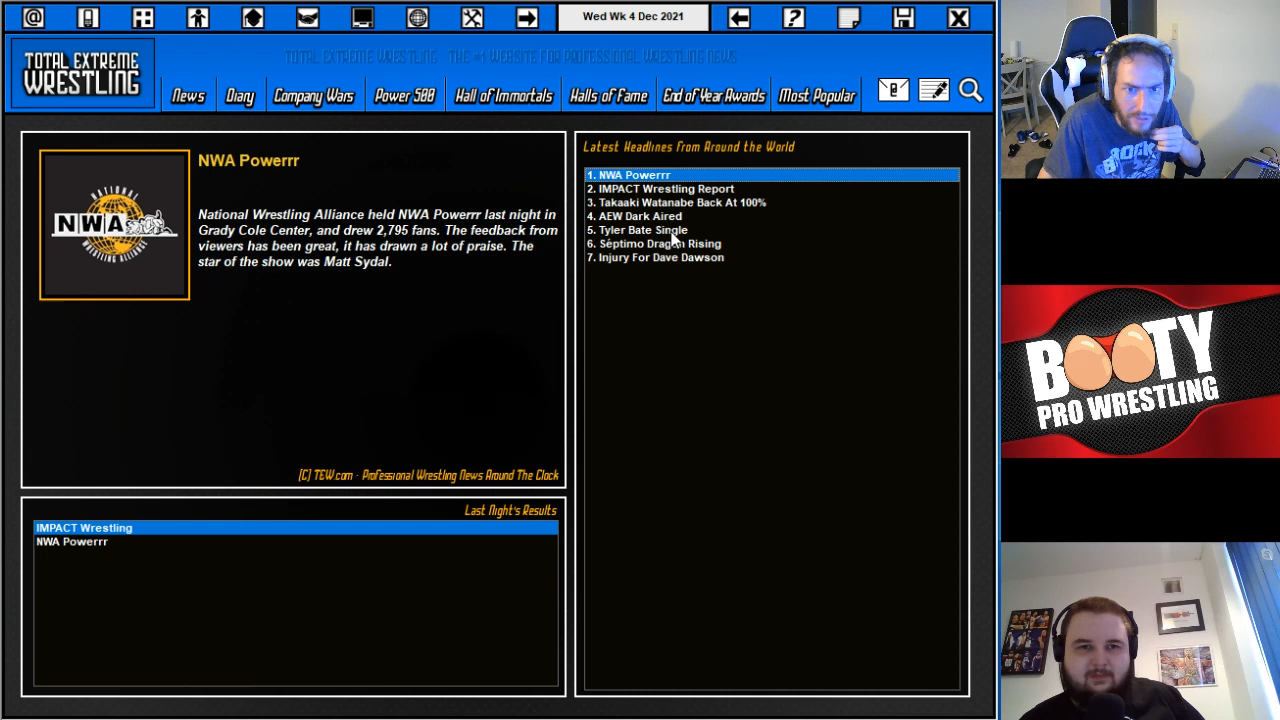 Wed Wk 4 Dec 2021
TOTAL EXTREME WRESTLING THE #1 WEBSITE FOR PROFESSIONAL WRESTLING NEWS
TOTAL EXTREME
WRESTLING
News
Diary
Company Wars
Power 500
Hall of Immortals
Halls of Fame
End of Year Awards
Most Popular
NATIONAL
NWA
WRESTLING ALLIANCE
NWA Powerrr
National Wrestling Alliance held NWA Powerrr last night in
Grady Cole Center, and drew 2,795 fans. The feedback from
viewers has been great, it has drawn a lot of praise. The
star of the show was Matt Sydal.
(C) TEW.com - Professional Wrestling News Around The Clock
Last Night's Results
IMPACT Wrestling
NWA Powerrr
Latest Headlines From Around the World
1. NWA Powerrr
2. IMPACT Wrestling Report
3. Takaaki Watanabe Back At 100%
4. AEW Dark Aired
5. Tyler Bate Single
6. Séptimo Dragon Rising
7. Injury For Dave Dawson
BOOTY
PRO WRESTLING